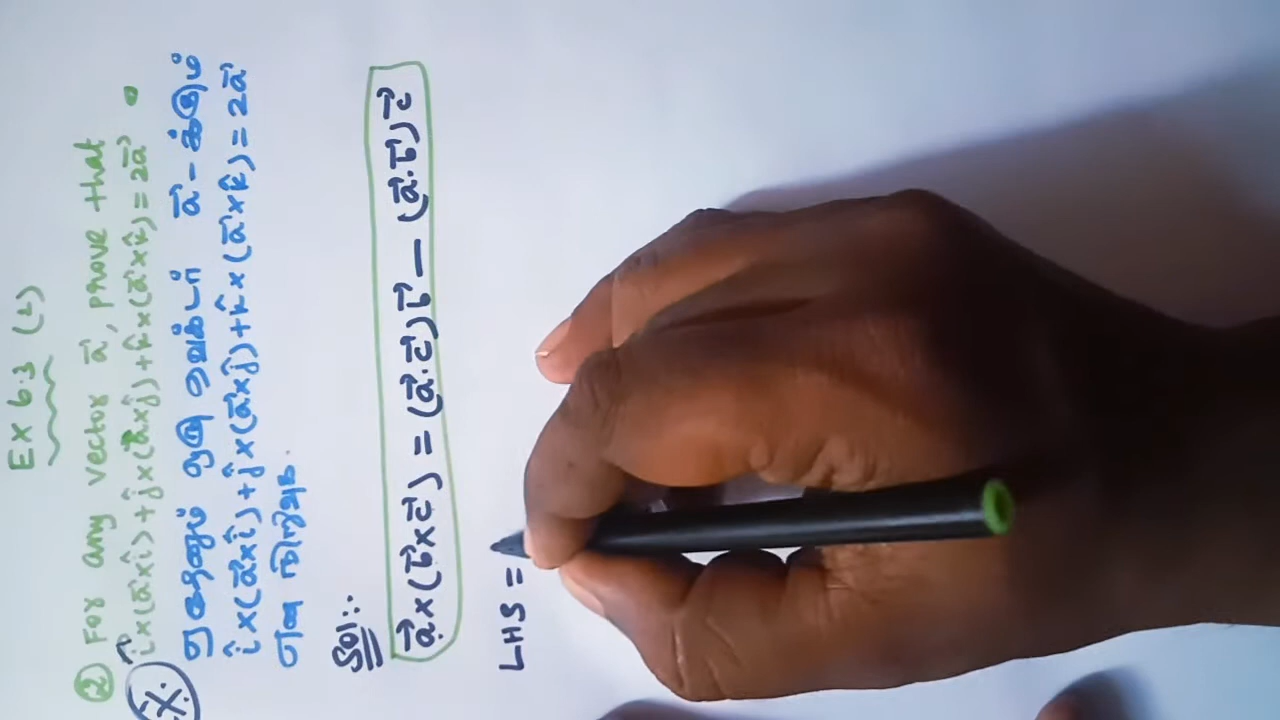 Ex 6.3 (2)
② For any vector a⃗, prove that
î×(a⃗×î)+ĵ×(a⃗×ĵ)+k̂×(a⃗×k̂)=2a⃗.
ஏதேனும் ஒரு வெக்டர் a⃗-க்கும்
î×(a⃗×î)+ĵ×(a⃗×ĵ)+k̂×(a⃗×k̂)=2a⃗
என நிறுவுக.
Sol:-
a⃗×(b⃗×c⃗) = (a⃗.c⃗)b⃗ – (a⃗.b⃗)c⃗
LHS =